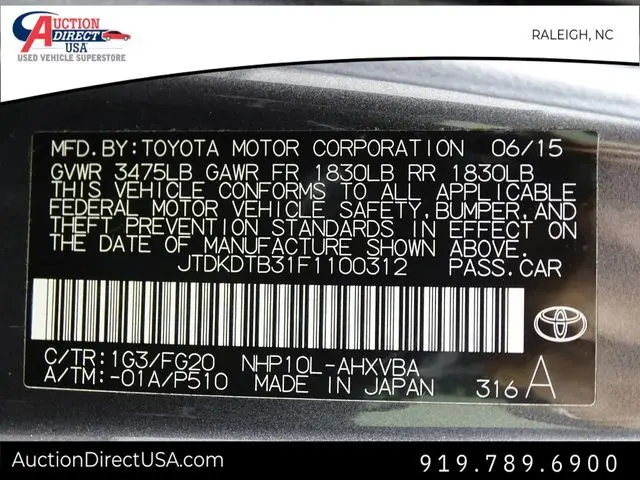 AUCTION
DIRECT
USA
USED VEHICLE SUPERSTORE
RALEIGH, NC
MFD. BY: TOYOTA MOTOR CORPORATION 06/15
GVWR 3475LB GAWR FR 1830LB RR 1830LB
THIS VEHICLE CONFORMS TO ALL APPLICABLE
FEDERAL MOTOR VEHICLE SAFETY, BUMPER, AND
THEFT PREVENTION STANDARDS IN EFFECT ON
THE DATE OF MANUFACTURE SHOWN ABOVE.
JTDKDTB31F1100312 PASS.CAR
C/TR: 1G3/FG20 NHP10L-AHXVBA
A/TM: -01A/P510 MADE IN JAPAN 316 A
AuctionDirectUSA.com
919.789.6900